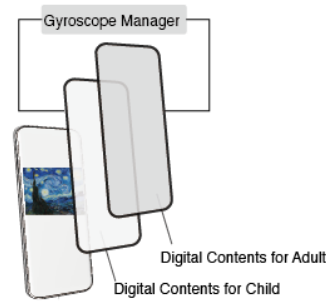 Gyroscope Manager
Digital Contents for Adult
Digital Contents for Child